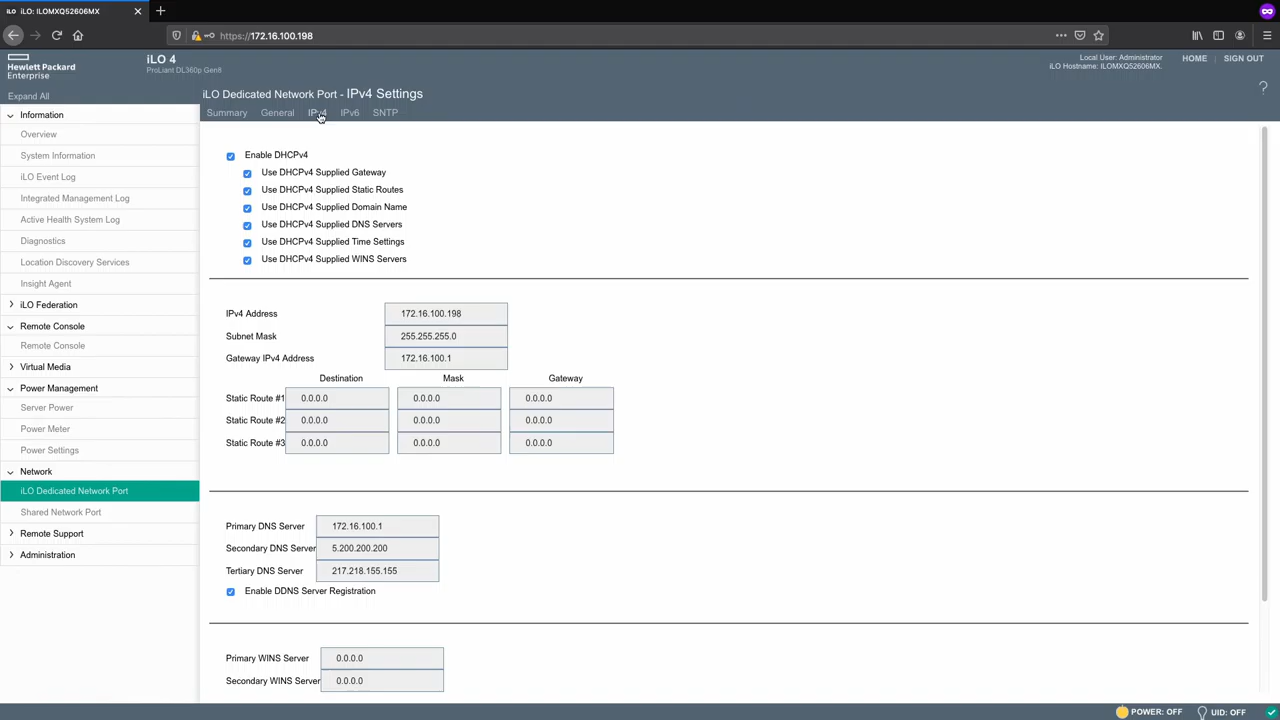 iLO: ILOMXQ52606MX
https://172.16.100.198
Hewlett Packard
Enterprise
iLO 4
ProLiant DL360p Gen8
Local User: Administrator
iLO Hostname: ILOMXQ52606MX.
HOME
SIGN OUT
Expand All
iLO Dedicated Network Port - IPv4 Settings
?
Summary General IPv4 IPv6 SNTP
Information
Overview
System Information
iLO Event Log
Integrated Management Log
Active Health System Log
Diagnostics
Location Discovery Services
Insight Agent
iLO Federation
Remote Console
Remote Console
Virtual Media
Power Management
Server Power
Power Meter
Power Settings
Network
iLO Dedicated Network Port
Shared Network Port
Remote Support
Administration
Enable DHCPv4
Use DHCPv4 Supplied Gateway
Use DHCPv4 Supplied Static Routes
Use DHCPv4 Supplied Domain Name
Use DHCPv4 Supplied DNS Servers
Use DHCPv4 Supplied Time Settings
Use DHCPv4 Supplied WINS Servers
IPv4 Address 172.16.100.198
Subnet Mask 255.255.255.0
Gateway IPv4 Address 172.16.100.1
Destination Mask Gateway
Static Route #1 0.0.0.0 0.0.0.0 0.0.0.0
Static Route #2 0.0.0.0 0.0.0.0 0.0.0.0
Static Route #3 0.0.0.0 0.0.0.0 0.0.0.0
Primary DNS Server 172.16.100.1
Secondary DNS Server 5.200.200.200
Tertiary DNS Server 217.218.155.155
Enable DDNS Server Registration
Primary WINS Server 0.0.0.0
Secondary WINS Server 0.0.0.0
POWER: OFF UID: OFF